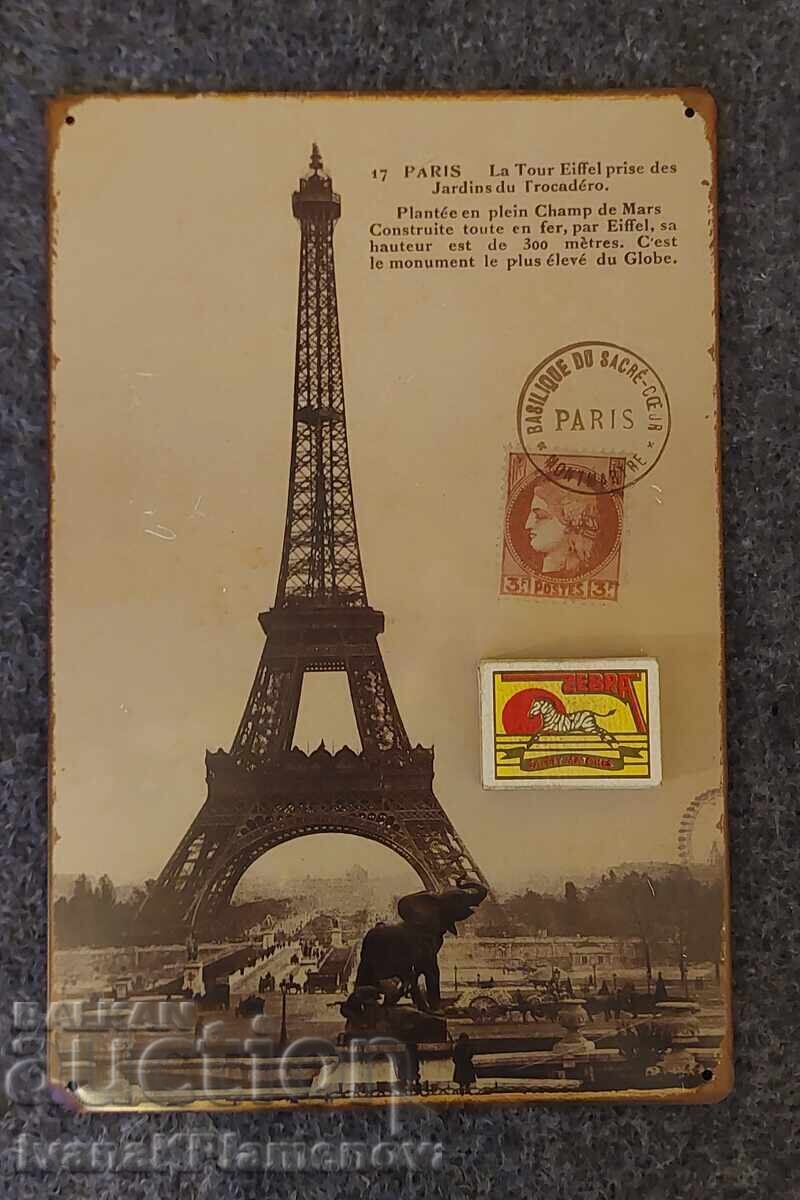 17 PARIS La Tour Eiffel prise des
Jardins du Trocadéro.
Plantée en plein Champ de Mars
Construite toute en fer, par Eiffel, sa
hauteur est de 300 mètres. C'est
le monument le plus élevé du Globe.
* BASILIQUE DU SACRÉ-CŒUR *
PARIS
MONTMARTRE
3F POSTES 3F
ZEBRA
SAFETY MATCHES
BALKAN
auction
IvanaKPlamenov